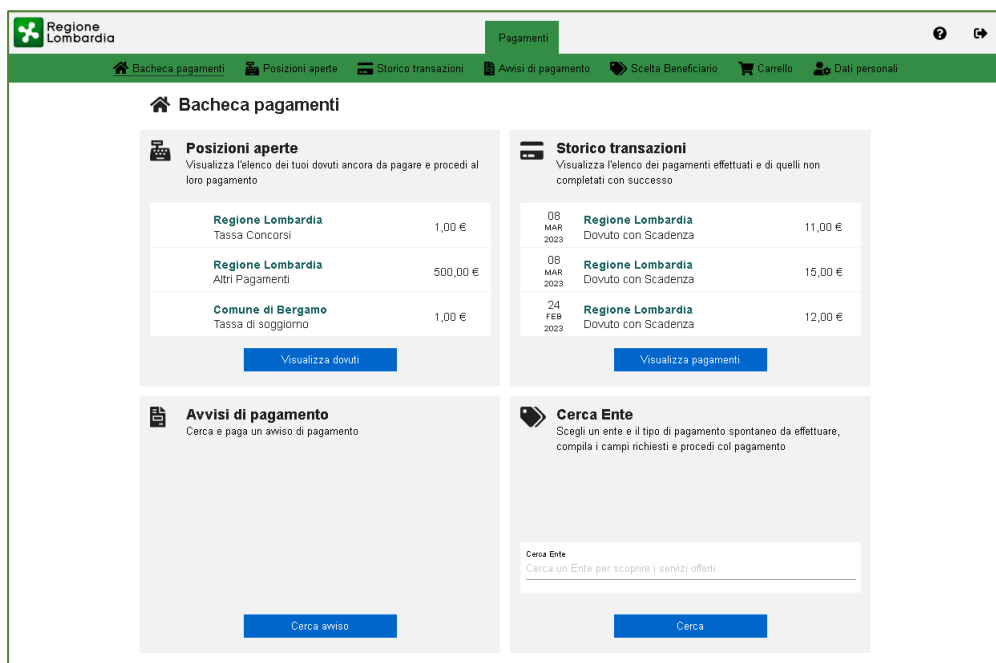 Regione
Lombardia
Pagamenti
Bacheca pagamenti Posizioni aperte Storico transazioni Avvisi di pagamento Scelta Beneficiario Carrello Dati personali
Bacheca pagamenti
Posizioni aperte
Visualizza l'elenco dei tuoi dovuti ancora da pagare e procedi al
loro pagamento
Regione Lombardia
Tassa Concorsi
1,00 €
Regione Lombardia
Altri Pagamenti
500,00 €
Comune di Bergamo
Tassa di soggiorno
1,00 €
Visualizza dovuti
Storico transazioni
Visualizza l'elenco dei pagamenti effettuati e di quelli non
completati con successo
08
MAR
2023
Regione Lombardia
Dovuto con Scadenza
11,00 €
08
MAR
2023
Regione Lombardia
Dovuto con Scadenza
15,00 €
24
FEB
2023
Regione Lombardia
Dovuto con Scadenza
12,00 €
Visualizza pagamenti
Avvisi di pagamento
Cerca e paga un avviso di pagamento
Cerca avviso
Cerca Ente
Scegli un ente e il tipo di pagamento spontaneo da effettuare,
compila i campi richiesti e procedi col pagamento
Cerca Ente
Cerca un Ente per scoprire i servizi offerti
Cerca